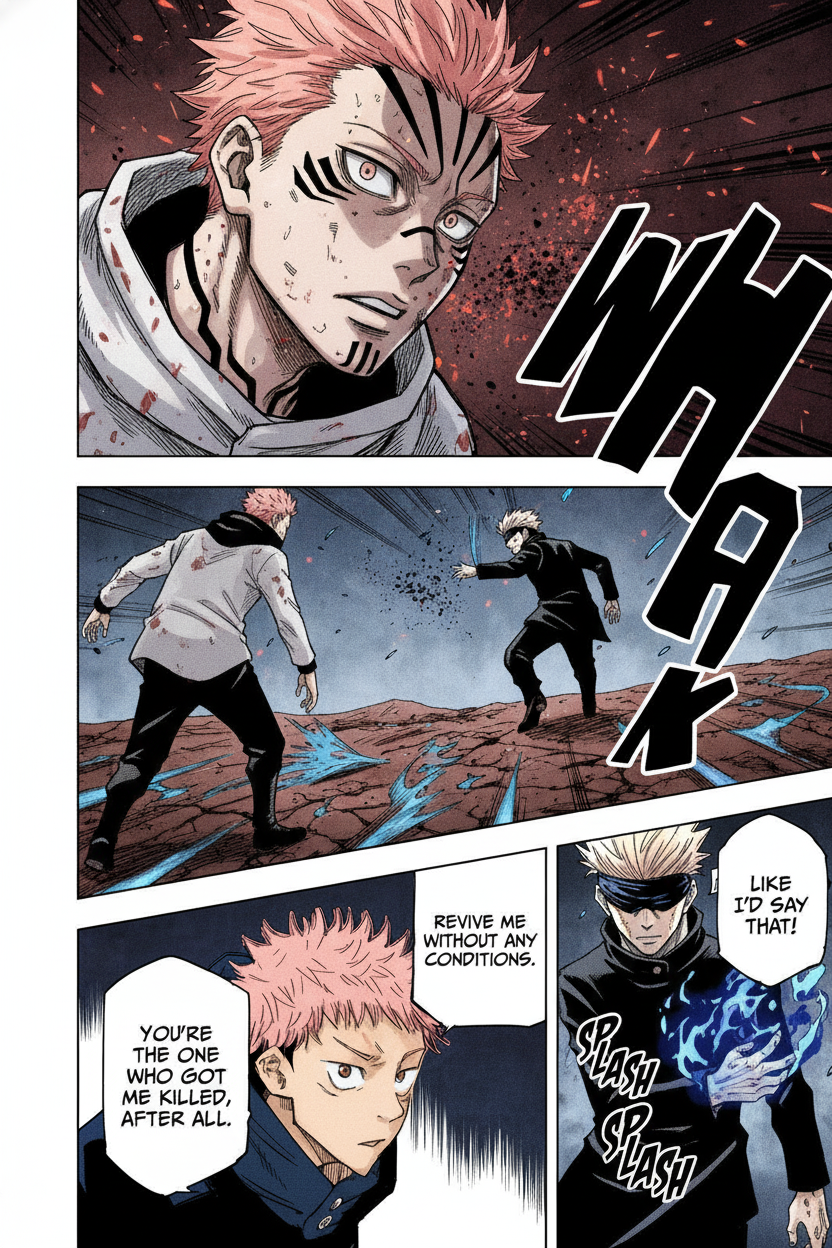 WHAK
LIKE
I'D SAY
THAT!
SPLASH
SPLASH
REVIVE ME
WITHOUT ANY
CONDITIONS.
YOU'RE
THE ONE
WHO GOT
ME KILLED,
AFTER ALL.